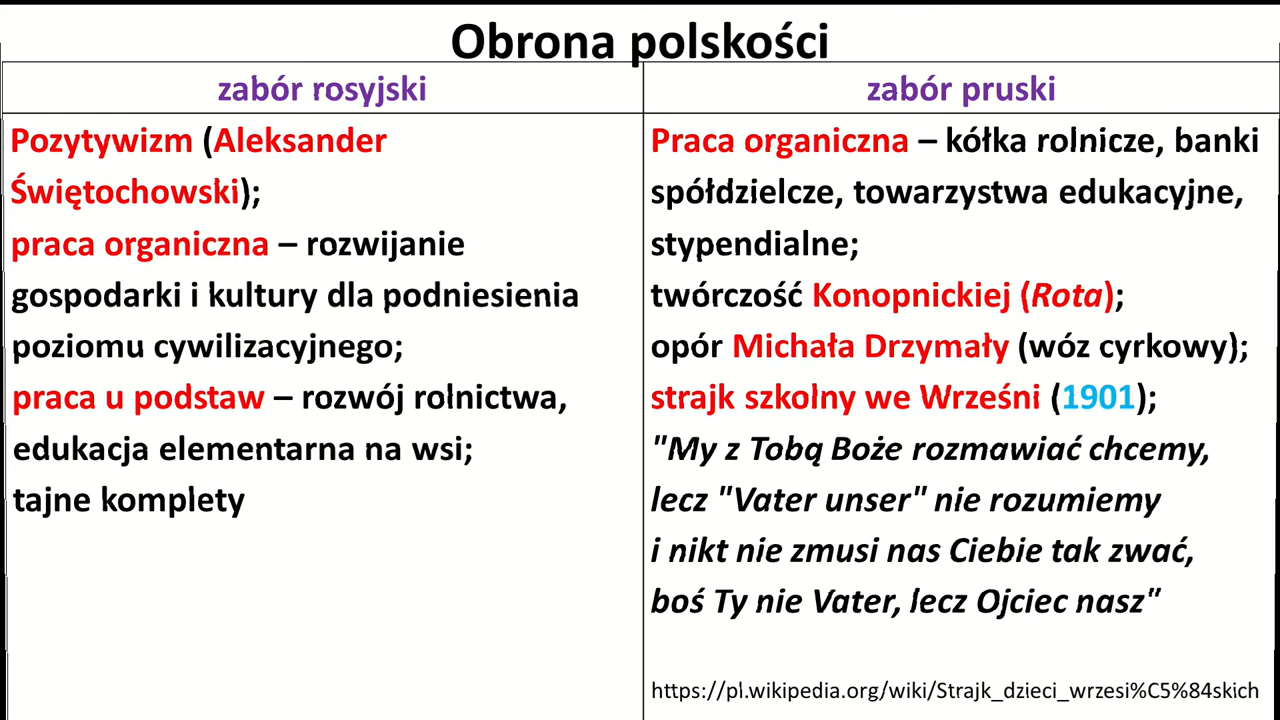 Obrona polskości
zabór rosyjski
Pozytywizm (Aleksander
Świętochowski);
praca organiczna – rozwijanie
gospodarki i kultury dla podniesienia
poziomu cywilizacyjnego;
praca u podstaw – rozwój rolnictwa,
edukacja elementarna na wsi;
tajne komplety
zabór pruski
Praca organiczna – kółka rolnicze, banki
spółdzielcze, towarzystwa edukacyjne,
stypendialne;
twórczość Konopnickiej (Rota);
opór Michała Drzymały (wóz cyrkowy);
strajk szkolny we Wrześni (1901);
"My z Tobą Boże rozmawiać chcemy,
lecz "Vater unser" nie rozumiemy
i nikt nie zmusi nas Ciebie tak zwać,
boś Ty nie Vater, lecz Ojciec nasz"
https://pl.wikipedia.org/wiki/Strajk_dzieci_wrzesi%C5%84skich